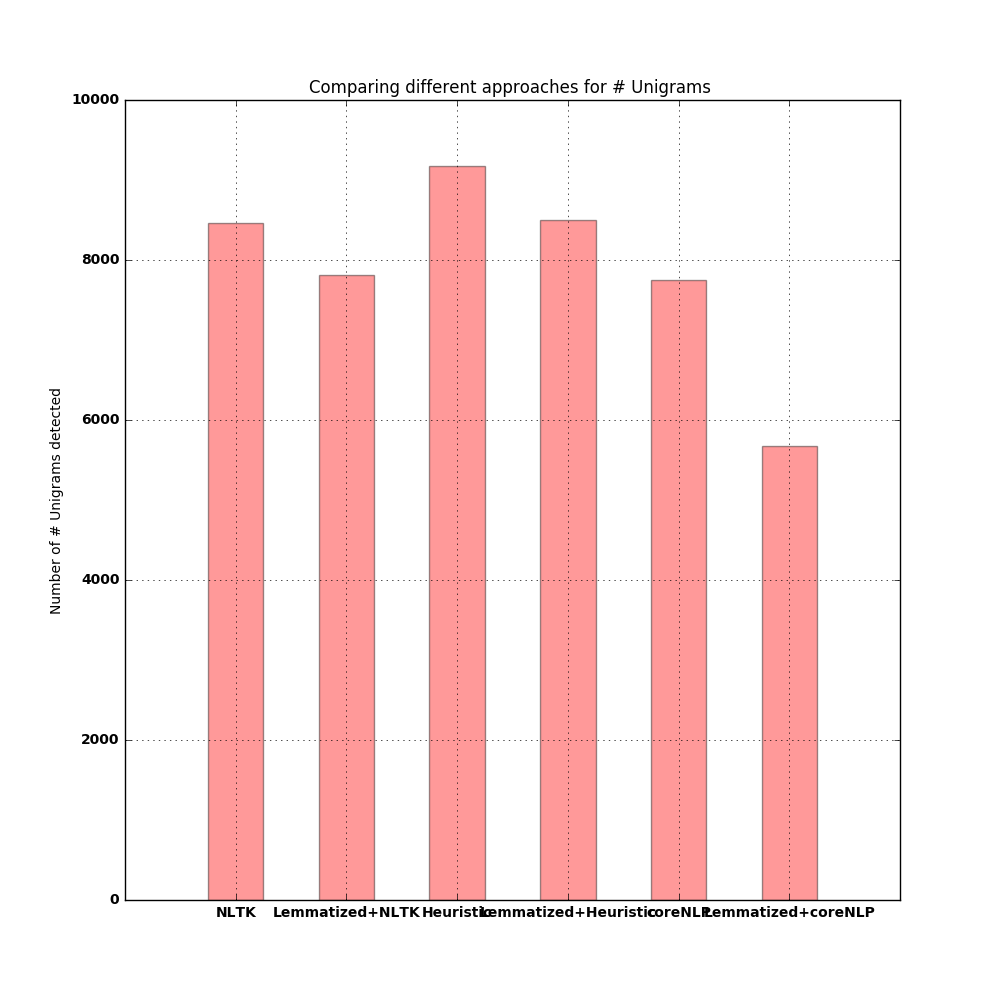 Comparing different approaches for # Unigrams
10000
8000
6000
4000
2000
0
Number of # Unigrams detected
NLTK Lemmatized+NLTK Heuristic Lemmatized+Heuristic coreNLP Lemmatized+coreNLP